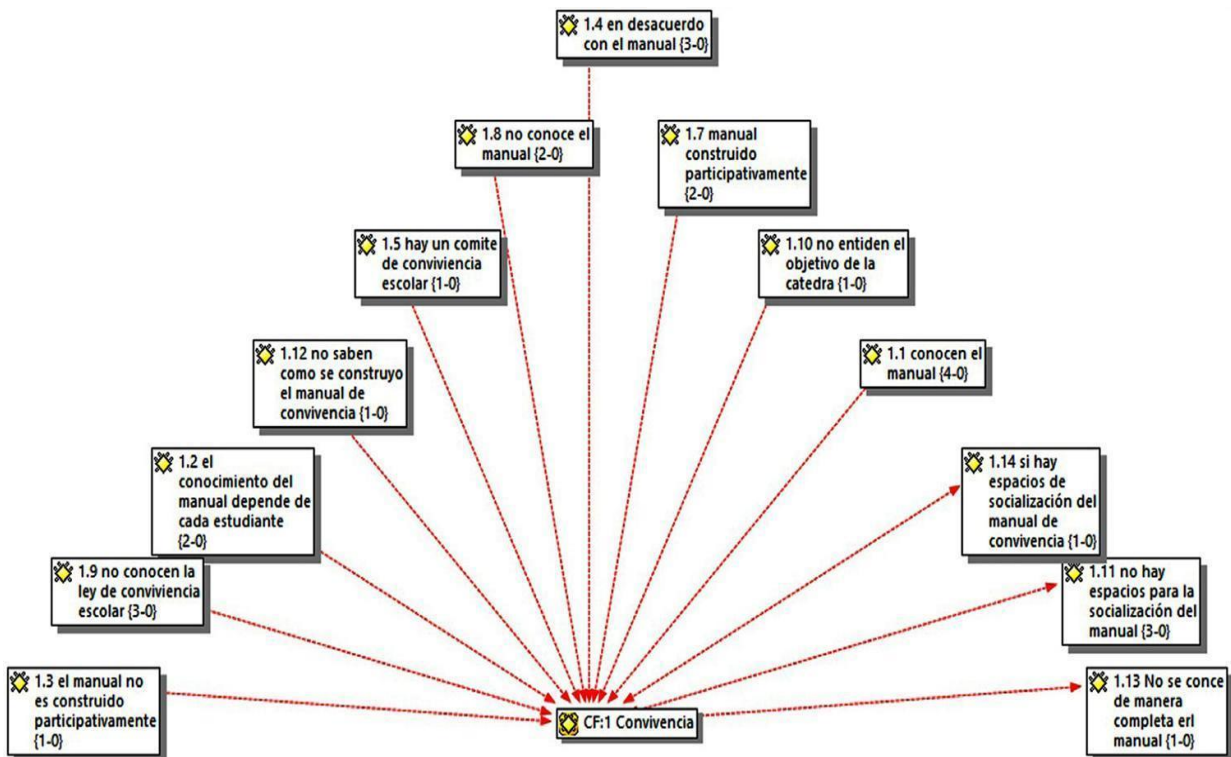 1.4 en desacuerdo
con el manual {3-0}
1.8 no conoce el
manual {2-0}
1.7 manual
construido
participativamente
{2-0}
1.5 hay un comite
de conviviencia
escolar {1-0}
1.10 no entiden el
objetivo de la
catedra {1-0}
1.12 no saben
como se construyo
el manual de
convivencia {1-0}
1.1 conocen el
manual {4-0}
1.2 el
conocimiento del
manual depende de
cada estudiante
{2-0}
1.14 si hay
espacios de
socialización del
manual de
convivencia {1-0}
1.9 no conocen la
ley de conviviencia
escolar {3-0}
1.11 no hay
espacios para la
socialización del
manual {3-0}
1.3 el manual no
es construido
participativamente
{1-0}
CF:1 Convivencia
1.13 No se conce
de manera
completa erl
manual {1-0}